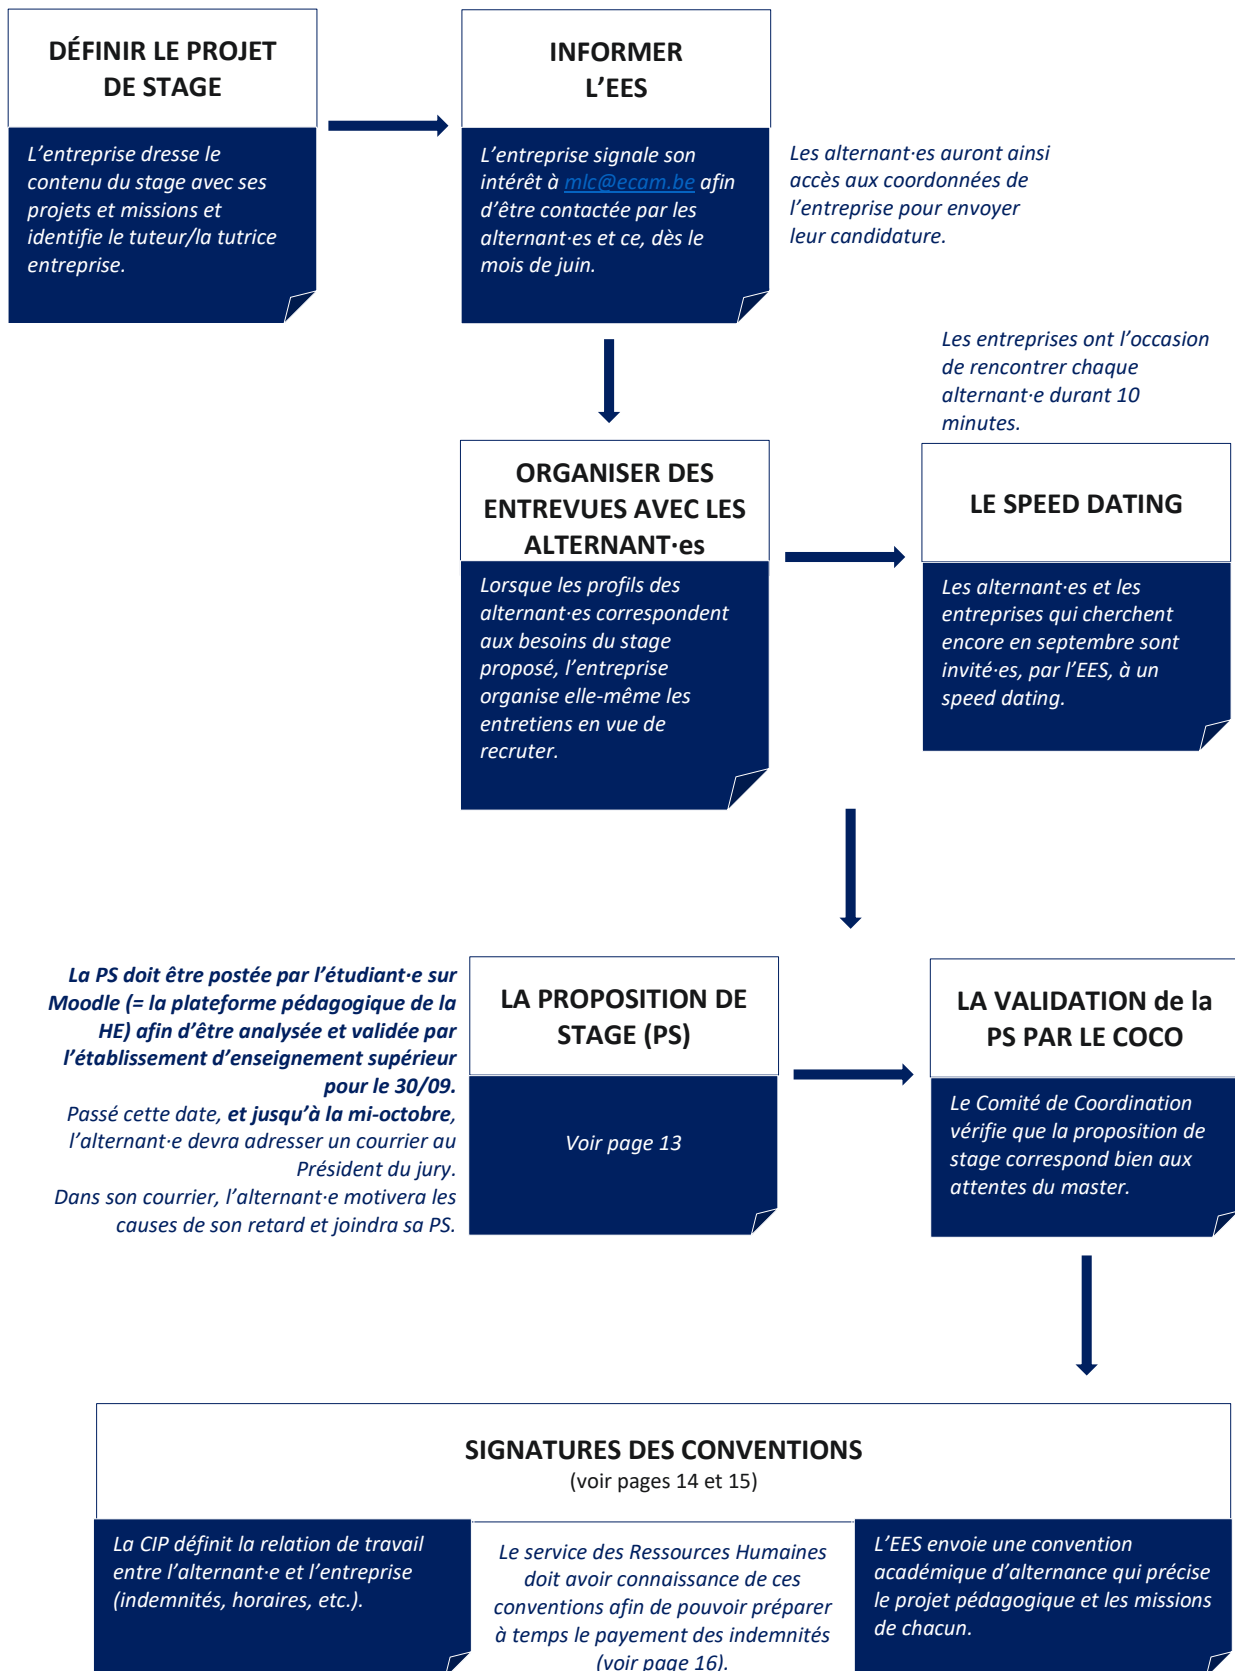 DÉFINIR LE PROJET
DE STAGE
L'entreprise dresse le
contenu du stage avec ses
projets et missions et
identifie le tuteur/la tutrice
entreprise.
INFORMER
L'EES
L'entreprise signale son
intérêt à mlc@ecam.be afin
d'être contactée par les
alternant·es et ce, dès le
mois de juin.
Les alternant·es auront ainsi
accès aux coordonnées de
l'entreprise pour envoyer
leur candidature.
ORGANISER DES
ENTREVUES AVEC LES
ALTERNANT·es
Lorsque les profils des
alternant·es correspondent
aux besoins du stage
proposé, l'entreprise
organise elle-même les
entretiens en vue de
recruter.
Les entreprises ont l'occasion
de rencontrer chaque
alternant·e durant 10
minutes.
LE SPEED DATING
Les alternant·es et les
entreprises qui cherchent
encore en septembre sont
invité·es, par l'EES, à un
speed dating.
La PS doit être postée par l'étudiant·e sur
Moodle (= la plateforme pédagogique de la
HE) afin d'être analysée et validée par
l'établissement d'enseignement supérieur
pour le 30/09.
Passé cette date, et jusqu'à la mi-octobre,
l'alternant·e devra adresser un courrier au
Président du jury.
Dans son courrier, l'alternant·e motivera les
causes de son retard et joindra sa PS.
LA PROPOSITION DE
STAGE (PS)
Voir page 13
LA VALIDATION de la
PS PAR LE COCO
Le Comité de Coordination
vérifie que la proposition de
stage correspond bien aux
attentes du master.
SIGNATURES DES CONVENTIONS
(voir pages 14 et 15)
La CIP définit la relation de travail
entre l'alternant·e et l'entreprise
(indemnités, horaires, etc.).
Le service des Ressources Humaines
doit avoir connaissance de ces
conventions afin de pouvoir préparer
à temps le payement des indemnités
(voir page 16).
L'EES envoie une convention
académique d'alternance qui précise
le projet pédagogique et les missions
de chacun.